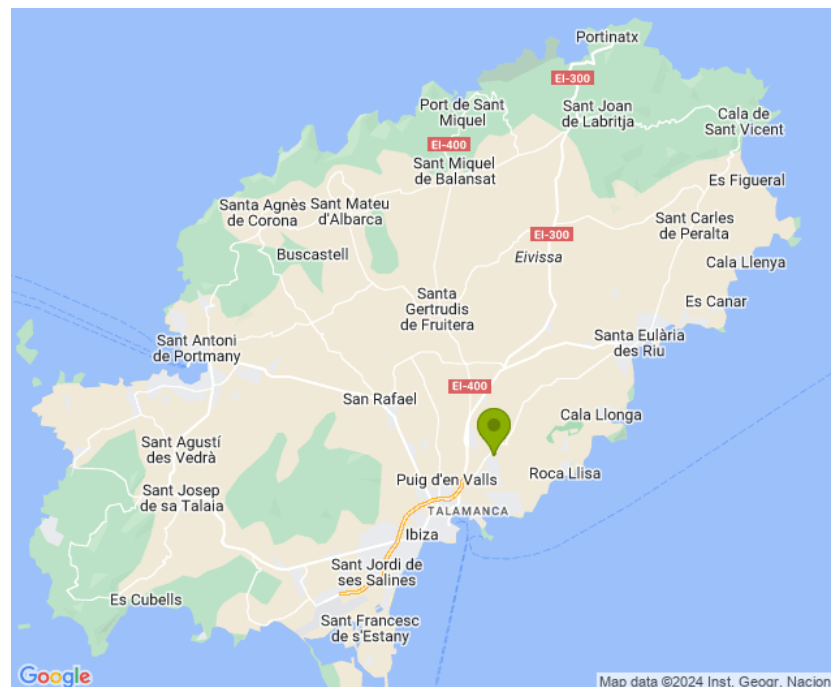 Portinatx
EI-300
Port de Sant
Miquel
Sant Joan
de Labritja
Cala de
Sant Vicent
EI-400
Sant Miquel
de Balansat
Es Figueral
Santa Agnès
de Corona
Sant Mateu
d'Albarca
Sant Carles
de Peralta
EI-300
Buscastell
Eivissa
Cala Llenya
Santa
Gertrudis
de Fruitera
Es Canar
Sant Antoni
de Portmany
Santa Eulària
des Riu
EI-400
San Rafael
Cala Llonga
Sant Agustí
des Vedrà
Puig d'en Valls
Roca Llisa
Sant Josep
de sa Talaia
TALAMANCA
Ibiza
Sant Jordi de
ses Salines
Es Cubells
Sant Francesc
de s'Estany
Google
Map data ©2024 Inst. Geogr. Nacion